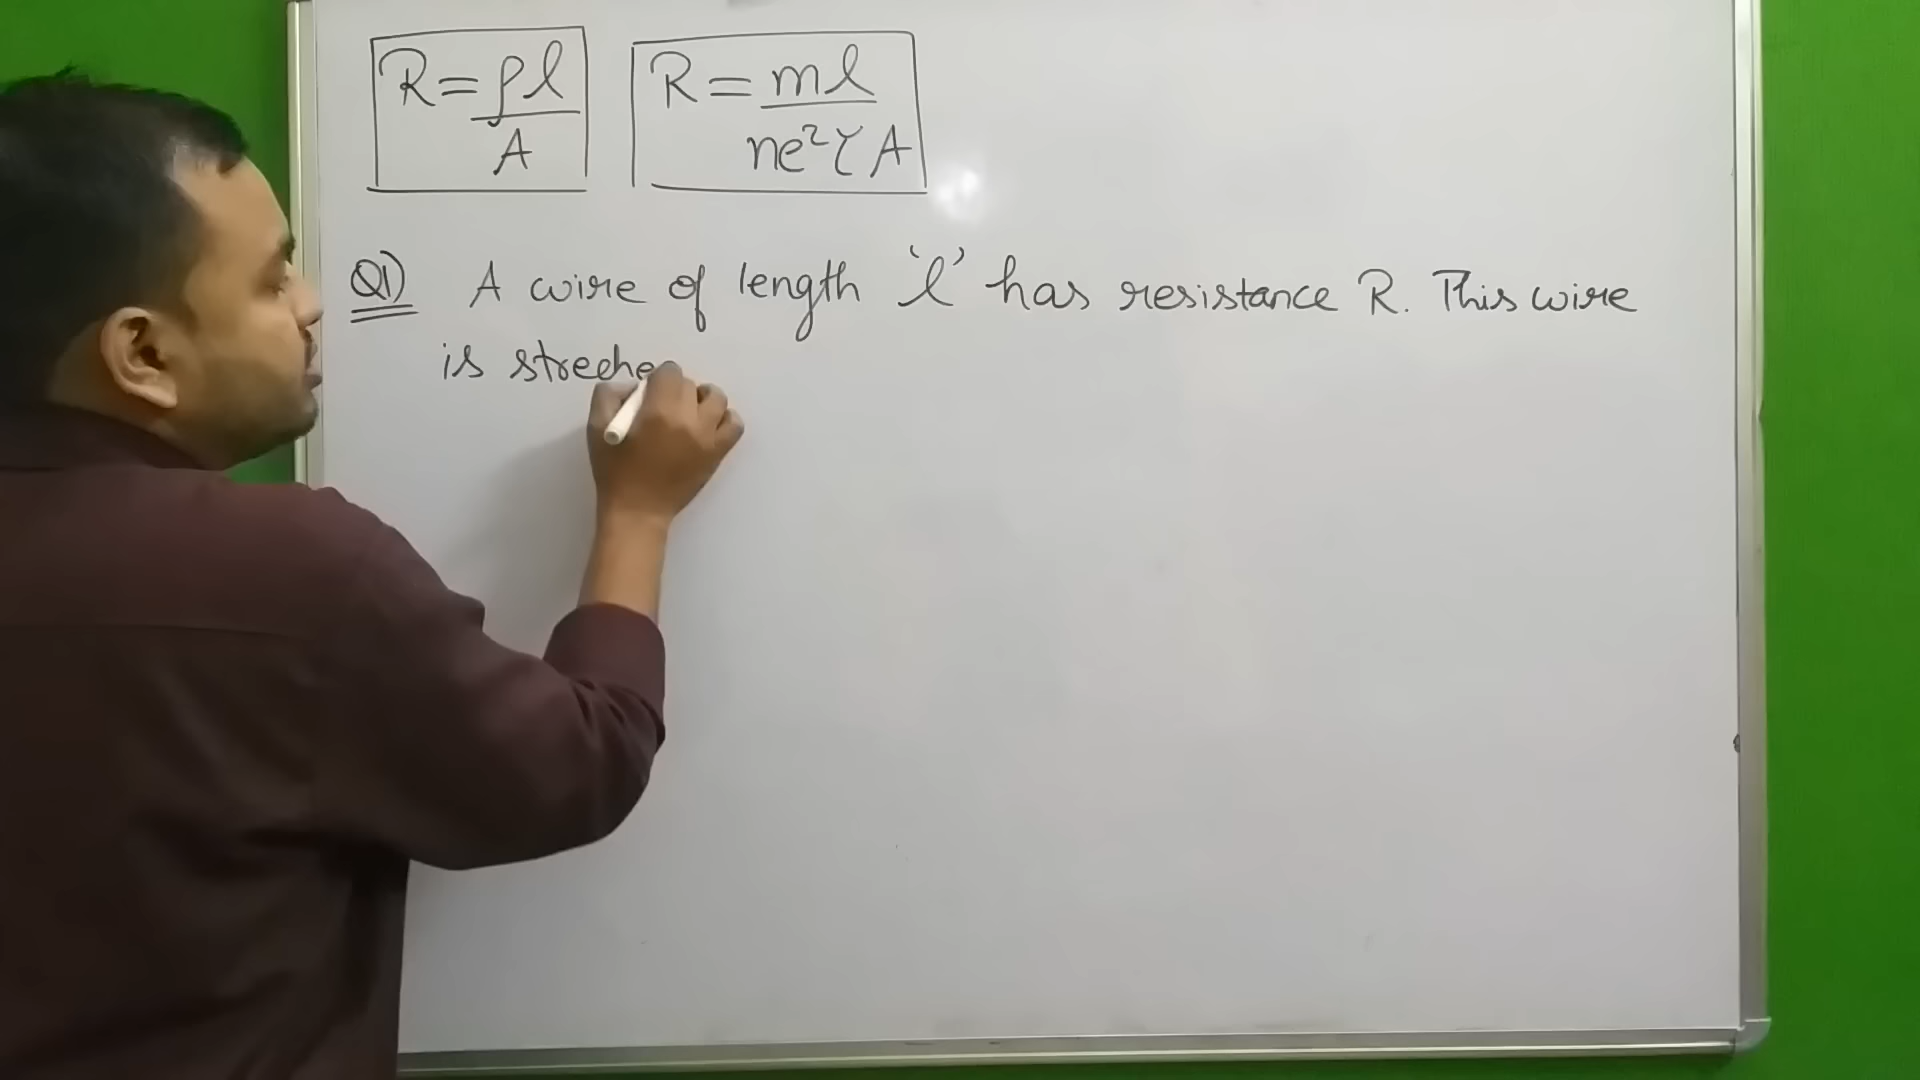 R = ρl / A
R = ml / ne²τA
Q1) A wire of length 'l' has resistance R. This wire
is streche